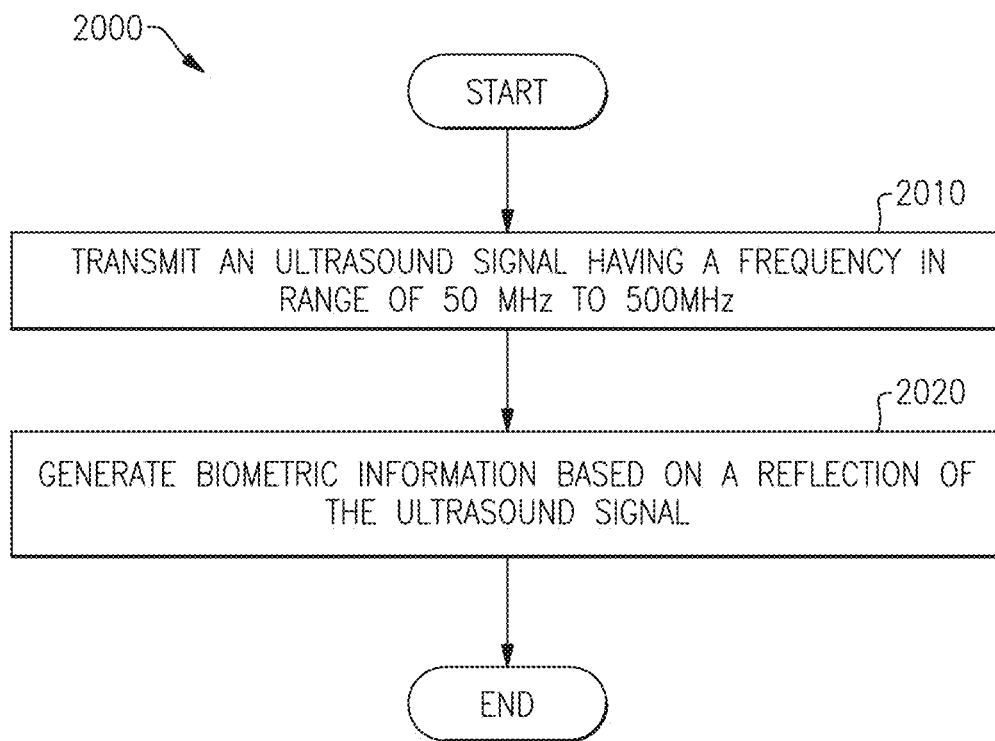 2000
START
2010
TRANSMIT AN ULTRASOUND SIGNAL HAVING A FREQUENCY IN
RANGE OF 50 MHz TO 500MHz
2020
GENERATE BIOMETRIC INFORMATION BASED ON A REFLECTION OF
THE ULTRASOUND SIGNAL
END